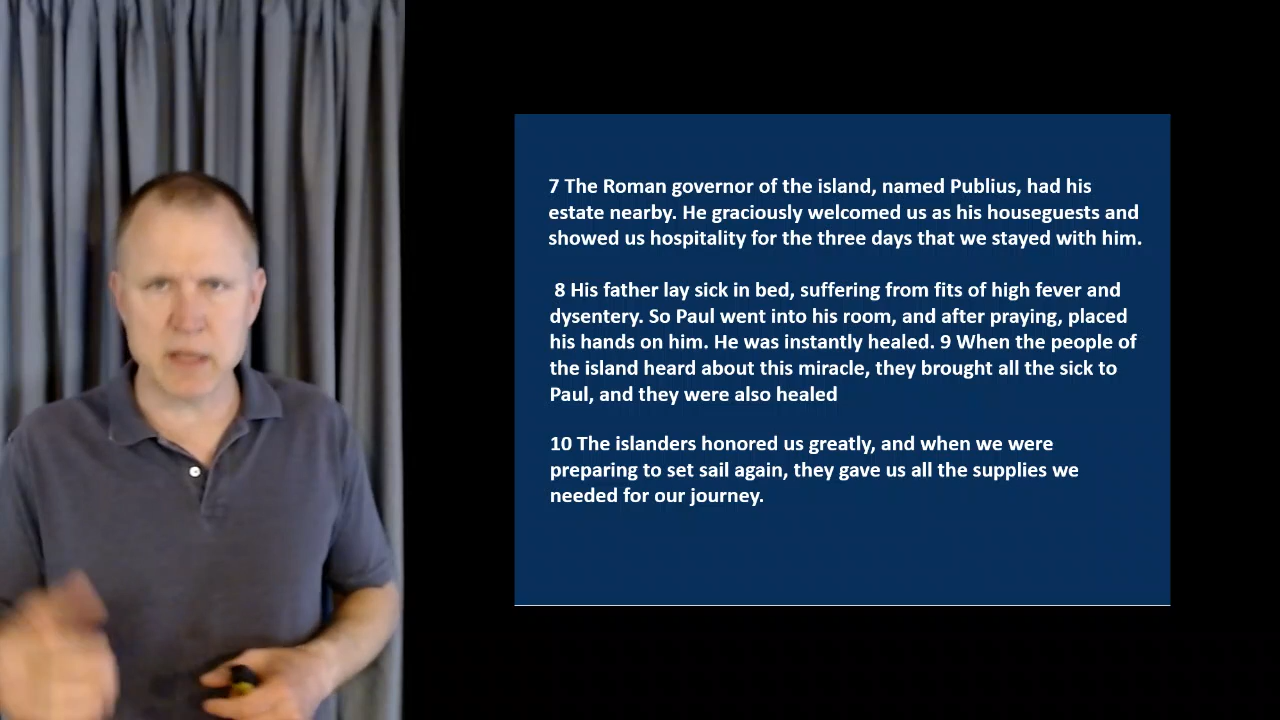 7 The Roman governor of the island, named Publius, had his
estate nearby. He graciously welcomed us as his houseguests and
showed us hospitality for the three days that we stayed with him.
8 His father lay sick in bed, suffering from fits of high fever and
dysentery. So Paul went into his room, and after praying, placed
his hands on him. He was instantly healed. 9 When the people of
the island heard about this miracle, they brought all the sick to
Paul, and they were also healed
10 The islanders honored us greatly, and when we were
preparing to set sail again, they gave us all the supplies we
needed for our journey.